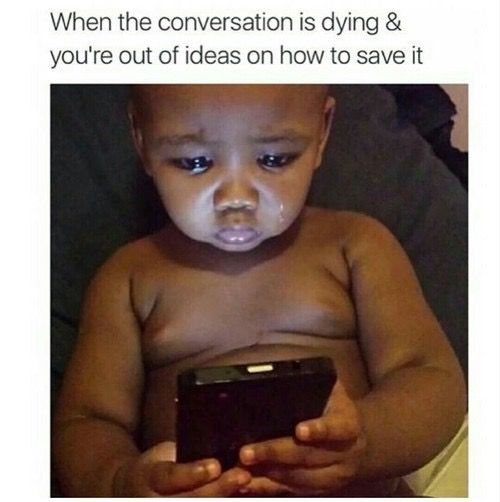 When the conversation is dying &
you're out of ideas on how to save it